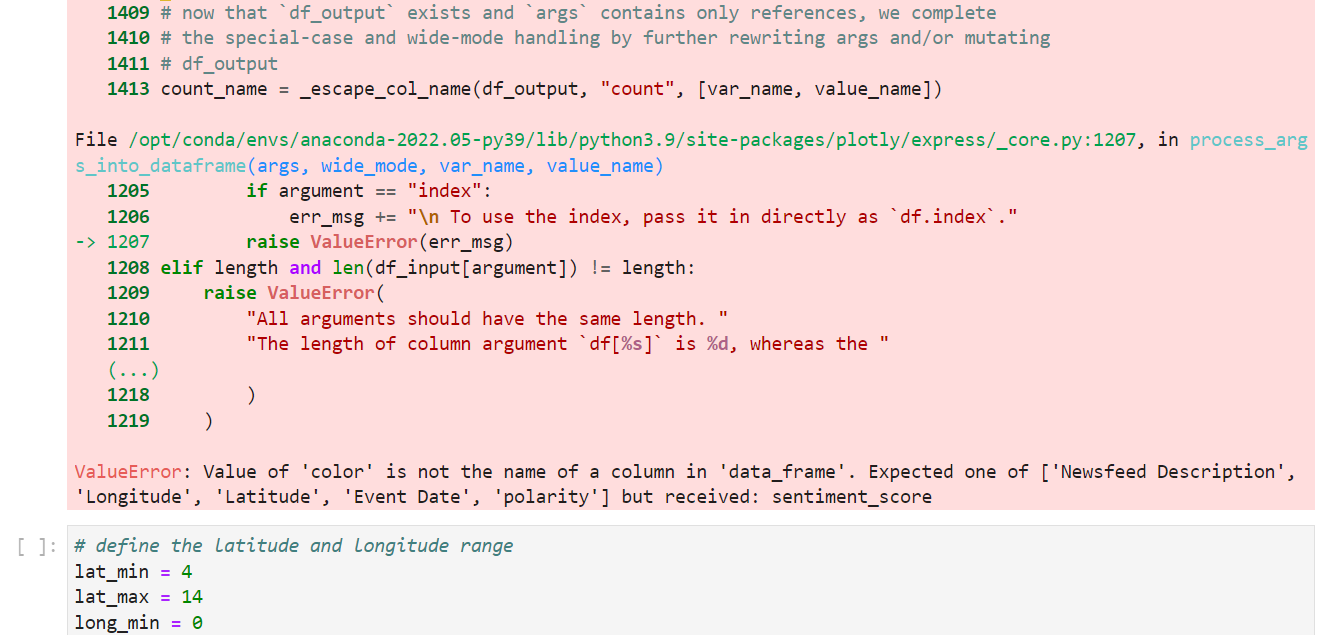 1409 # now that `df_output` exists and `args` contains only references, we complete
1410 # the special-case and wide-mode handling by further rewriting args and/or mutating
1411 # df_output
1413 count_name = _escape_col_name(df_output, "count", [var_name, value_name])
File /opt/conda/envs/anaconda-2022.05-py39/lib/python3.9/site-packages/plotly/express/_core.py:1207, in process_arg
s_into_dataframe(args, wide_mode, var_name, value_name)
1205         if argument == "index":
1206             err_msg += "\n To use the index, pass it in directly as `df.index`."
-> 1207         raise ValueError(err_msg)
1208 elif length and len(df_input[argument]) != length:
1209     raise ValueError(
1210         "All arguments should have the same length. "
1211         "The length of column argument `df[%s]` is %d, whereas the "
(...)
1218         )
1219     )
ValueError: Value of 'color' is not the name of a column in 'data_frame'. Expected one of ['Newsfeed Description',
'Longitude', 'Latitude', 'Event Date', 'polarity'] but received: sentiment_score
[ ]: # define the latitude and longitude range
lat_min = 4
lat_max = 14
long_min = 0